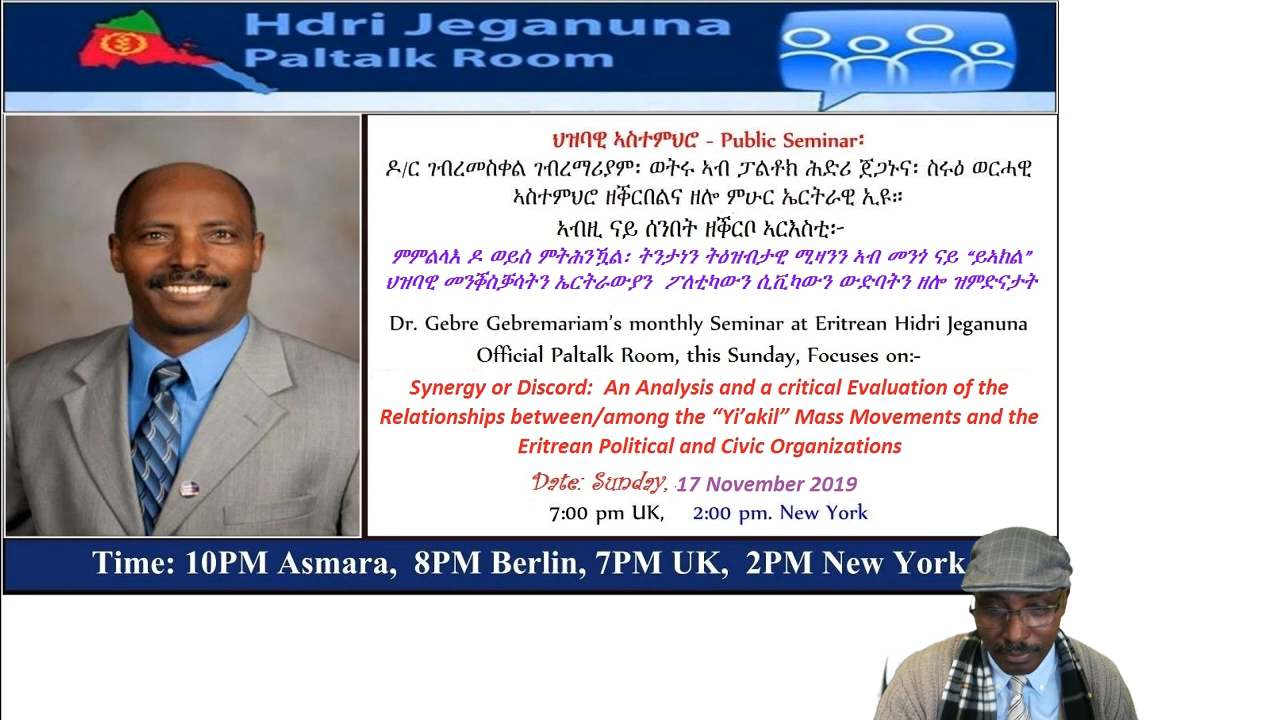 Hdri Jeganuna
Paltalk Room
ህዝባዊ ኣስተምህሮ - Public Seminar፡
ዶ/ር ገብረመስቀል ገብረማሪያም፡ ወትሩ ኣብ ፓልቶክ ሕድሪ ጀጋኑና፡ ስሩዕ ወርሓዊ
ኣስተምህሮ ዘቕርበልና ዘሎ ምሁር ኤርትራዊ ኢዩ።
ኣብዚ ናይ ሰንበት ዘቕርቦ ኣርእስቲ፦
ምምልላእ ዶ ወይስ ምትሕንኳል፡ ትንታነን ትዕዝብታዊ ሚዛንን ኣብ መንጎ ናይ “ይኣክል”
ህዝባዊ መንቕስቓሳትን ኤርትራውያን ፖለቲካውን ሲቪካውን ውድባትን ዘሎ ዝምድናታት
Dr. Gebre Gebremariam’s monthly Seminar at Eritrean Hidri Jeganuna
Official Paltalk Room, this Sunday, Focuses on:-
Synergy or Discord: An Analysis and a critical Evaluation of the
Relationships between/among the “Yi’akil” Mass Movements and the
Eritrean Political and Civic Organizations
Date: Sunday, 17 November 2019
7:00 pm UK, 2:00 pm. New York
Time: 10PM Asmara, 8PM Berlin, 7PM UK, 2PM New York